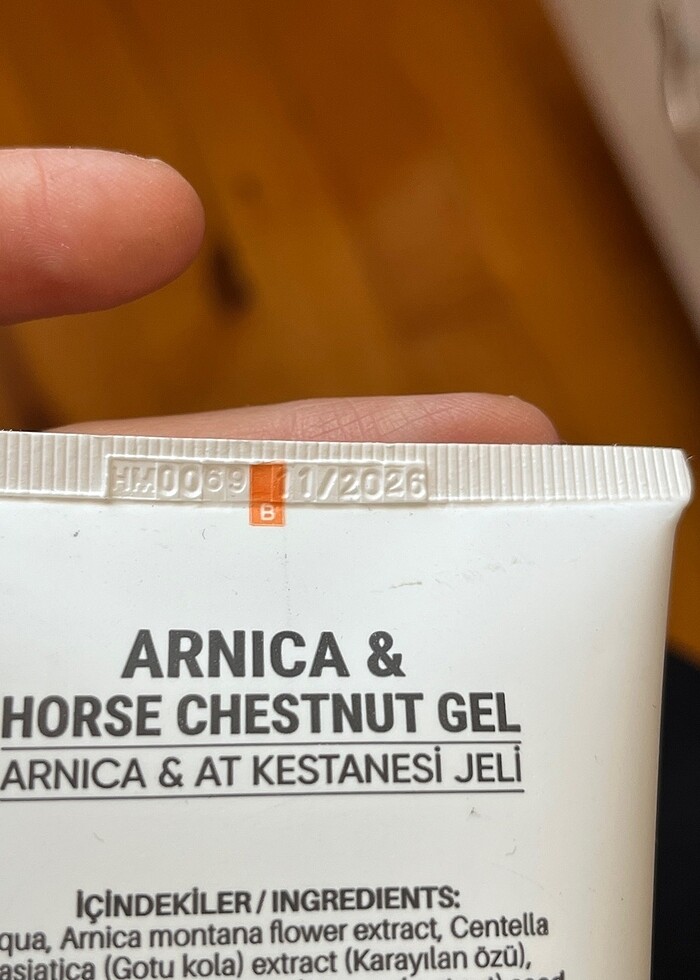 HM0069 11/2026
B
ARNICA &
HORSE CHESTNUT GEL
ARNICA & AT KESTANESİ JELİ
İÇİNDEKİLER / INGREDIENTS:
qua, Arnica montana flower extract, Centella
asiatica (Gotu kola) extract (Karayılan özü),